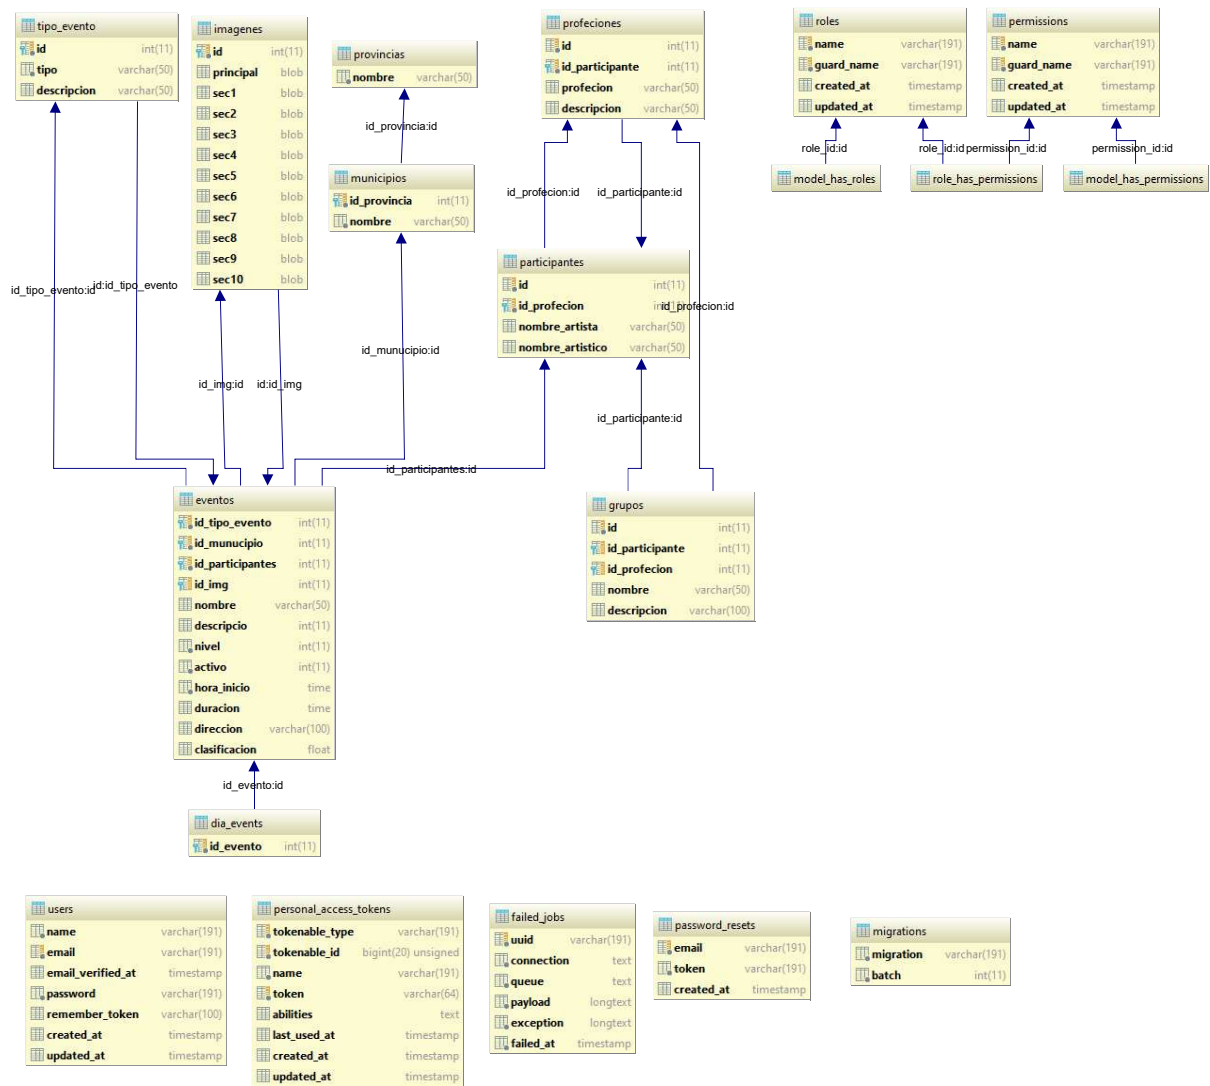 tipo_evento
id int(11)
tipo varchar(50)
descripcion varchar(50)
imagenes
id int(11)
principal blob
sec1 blob
sec2 blob
sec3 blob
sec4 blob
sec5 blob
sec6 blob
sec7 blob
sec8 blob
sec9 blob
sec10 blob
provincias
nombre varchar(50)
id_provincia:id
municipios
id_provincia int(11)
nombre varchar(50)
profeciones
id int(11)
id_participante int(11)
profecion varchar(50)
descripcion varchar(50)
roles
name varchar(191)
guard_name varchar(191)
created_at timestamp
updated_at timestamp
permissions
name varchar(191)
guard_name varchar(191)
created_at timestamp
updated_at timestamp
role_id:id
role_id:id
permission_id:id
permission_id:id
model_has_roles
role_has_permissions
model_has_permissions
id_profecion:id
id_participante:id
participantes
id int(11)
id_profecion
nombre_artista varchar(50)
nombre_artistico varchar(50)
id_profecion:id
id_tipo_evento:id
id:id_tipo_evento
id_munucipio:id
id_img:id
id:id_img
id_participante:id
id_participantes:id
eventos
id_tipo_evento int(11)
id_munucipio int(11)
id_participantes int(11)
id_img int(11)
nombre varchar(50)
descripcio int(11)
nivel int(11)
activo int(11)
hora_inicio time
duracion time
direccion varchar(100)
clasificacion float
grupos
id int(11)
id_participante int(11)
id_profecion int(11)
nombre varchar(50)
descripcion varchar(100)
id_evento:id
dia_events
id_evento int(11)
users
name varchar(191)
email varchar(191)
email_verified_at timestamp
password varchar(191)
remember_token varchar(100)
created_at timestamp
updated_at timestamp
personal_access_tokens
tokenable_type varchar(191)
tokenable_id bigint(20) unsigned
name varchar(191)
token varchar(64)
abilities text
last_used_at timestamp
created_at timestamp
updated_at timestamp
failed_jobs
uuid varchar(191)
connection text
queue text
payload longtext
exception longtext
failed_at timestamp
password_resets
email varchar(191)
token varchar(191)
created_at timestamp
migrations
migration varchar(191)
batch int(11)